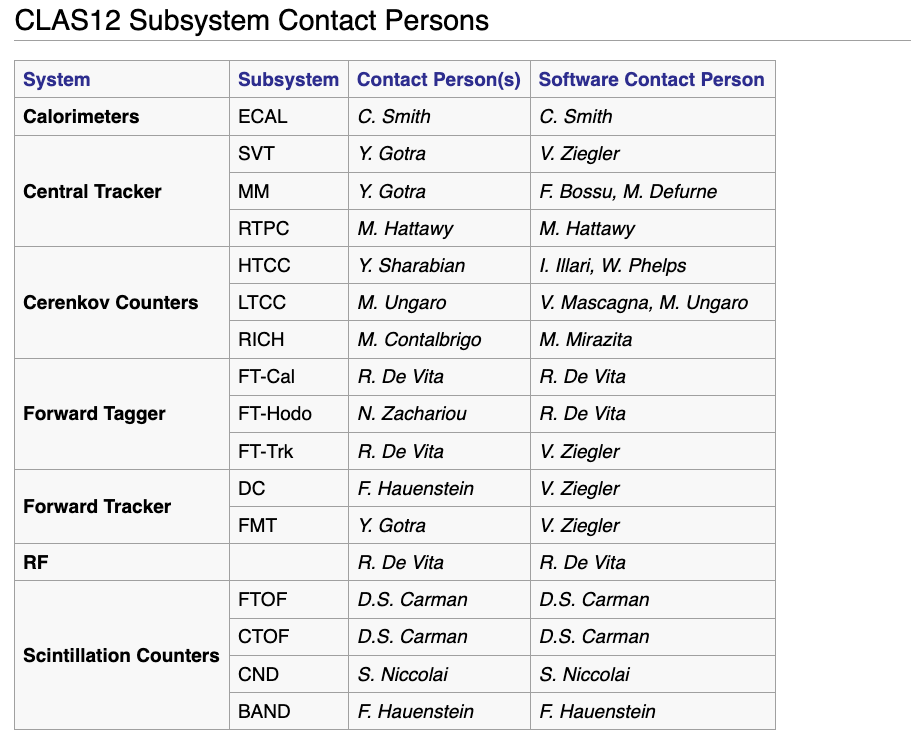 CLAS12 Subsystem Contact Persons
System Subsystem Contact Person(s) Software Contact Person
Calorimeters ECAL C. Smith C. Smith
Central Tracker SVT Y. Gotra V. Ziegler
MM Y. Gotra F. Bossu, M. Defurne
RTPC M. Hattawy M. Hattawy
Cerenkov Counters HTCC Y. Sharabian I. Illari, W. Phelps
LTCC M. Ungaro V. Mascagna, M. Ungaro
RICH M. Contalbrigo M. Mirazita
Forward Tagger FT-Cal R. De Vita R. De Vita
FT-Hodo N. Zachariou R. De Vita
FT-Trk R. De Vita V. Ziegler
Forward Tracker DC F. Hauenstein V. Ziegler
FMT Y. Gotra V. Ziegler
RF R. De Vita R. De Vita
Scintillation Counters FTOF D.S. Carman D.S. Carman
CTOF D.S. Carman D.S. Carman
CND S. Niccolai S. Niccolai
BAND F. Hauenstein F. Hauenstein